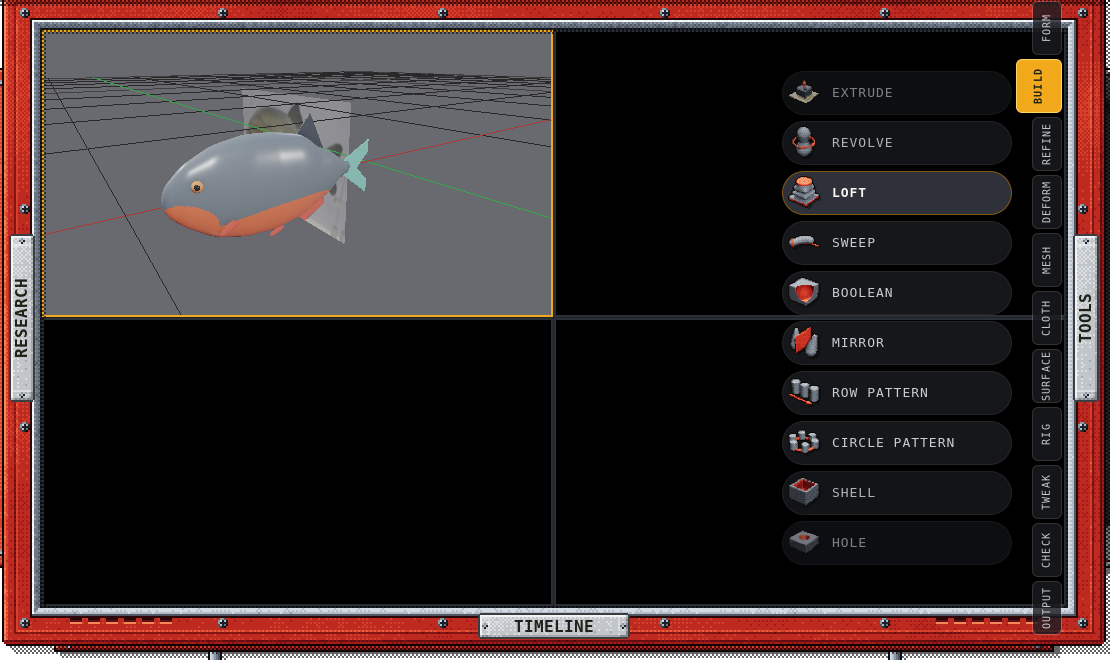 RESEARCH
EXTRUDE
REVOLVE
LOFT
SWEEP
BOOLEAN
MIRROR
ROW PATTERN
CIRCLE PATTERN
SHELL
HOLE
FORM
BUILD
REFINE
DEFORM
MESH
CLOTH
SURFACE
RIG
TWEAK
CHECK
OUTPUT
TOOLS
TIMELINE